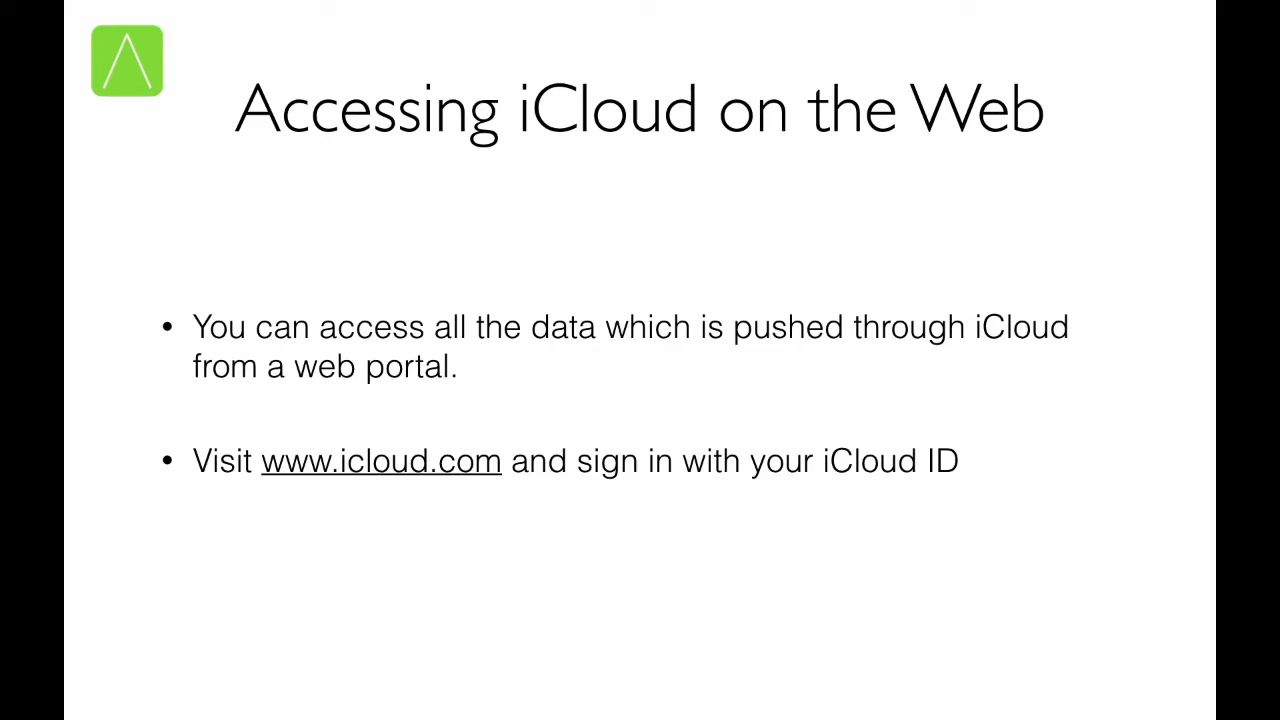 Accessing iCloud on the Web
• You can access all the data which is pushed through iCloud
from a web portal.
• Visit www.icloud.com and sign in with your iCloud ID